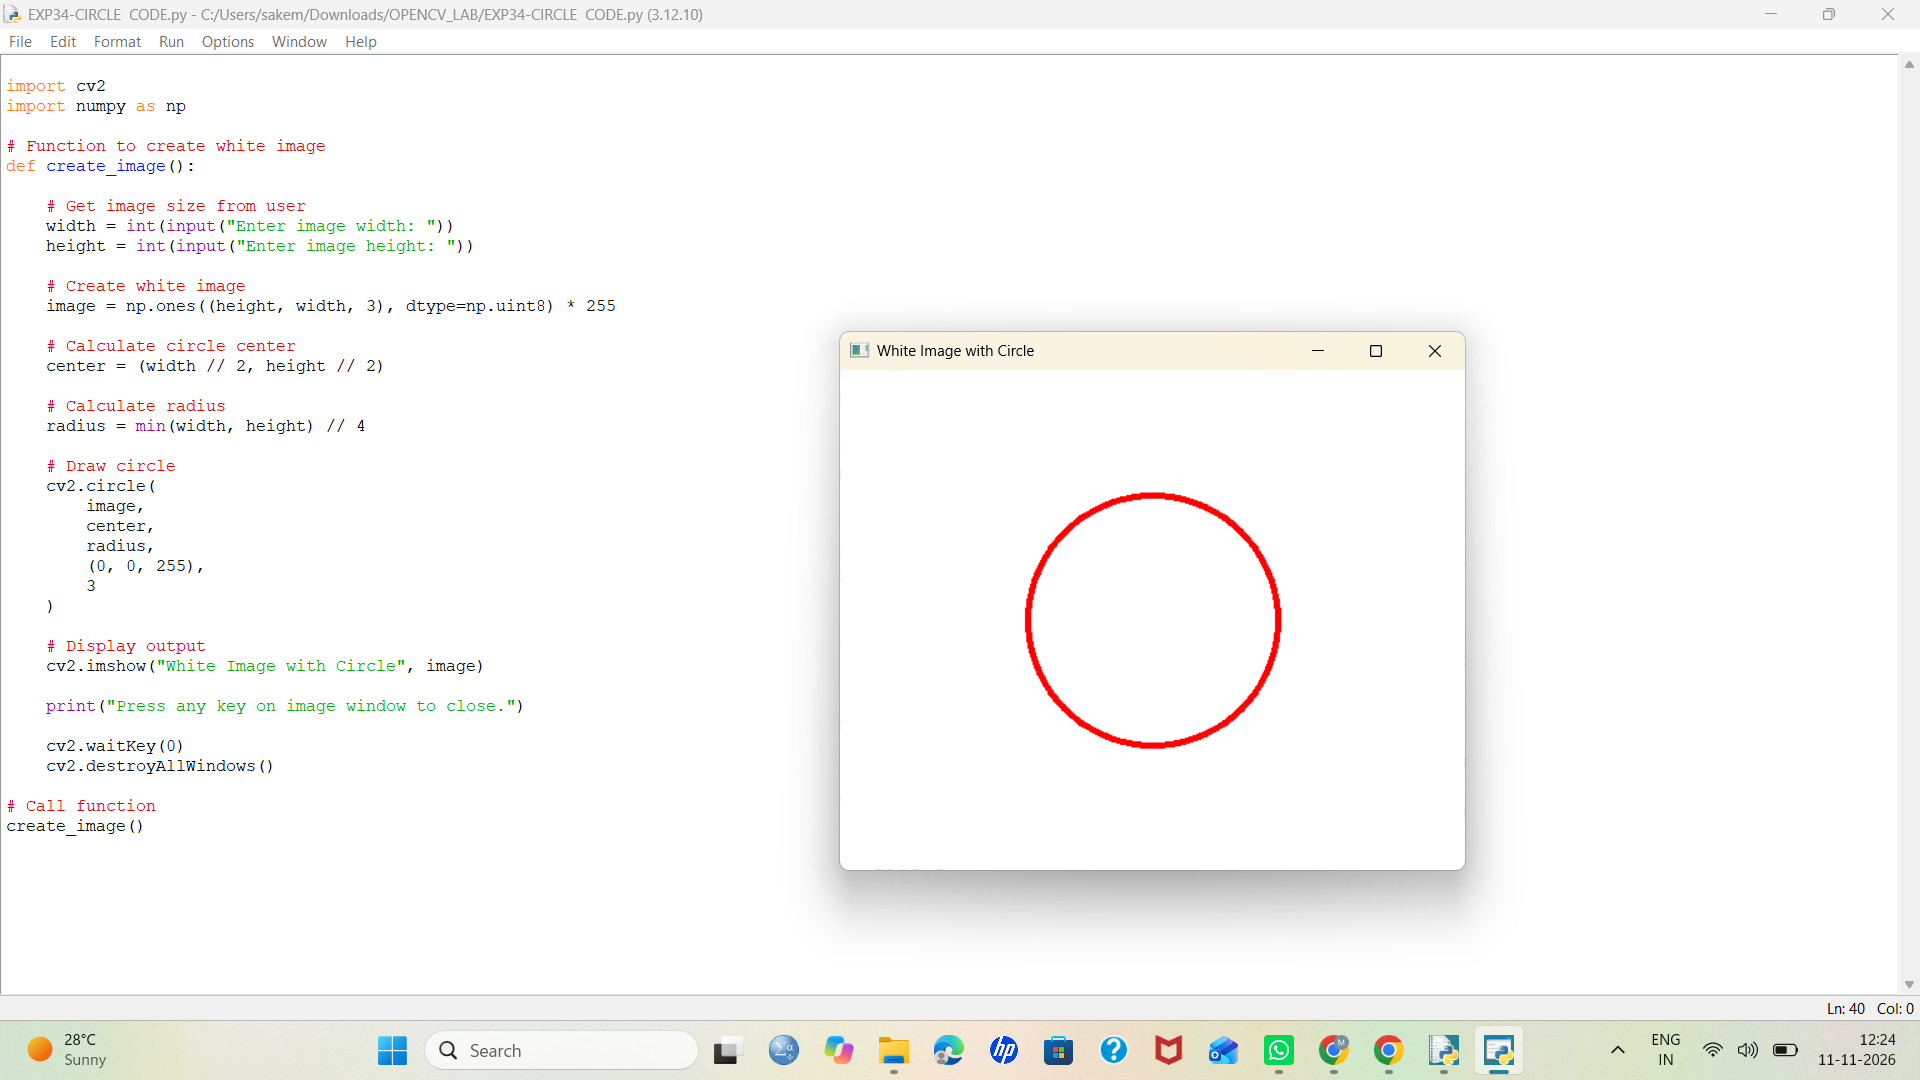 EXP34-CIRCLE CODE.py - C:/Users/sakem/Downloads/OPENCV_LAB/EXP34-CIRCLE CODE.py (3.12.10)
File Edit Format Run Options Window Help
import cv2
import numpy as np
# Function to create white image
def create_image():
# Get image size from user
width = int(input("Enter image width: "))
height = int(input("Enter image height: "))
# Create white image
image = np.ones((height, width, 3), dtype=np.uint8) * 255
# Calculate circle center
center = (width // 2, height // 2)
# Calculate radius
radius = min(width, height) // 4
# Draw circle
cv2.circle(
image,
center,
radius,
(0, 0, 255),
3
)
# Display output
cv2.imshow("White Image with Circle", image)
print("Press any key on image window to close.")
cv2.waitKey(0)
cv2.destroyAllWindows()
# Call function
create_image()
White Image with Circle
Ln: 40 Col: 0
28°C
Sunny
Search
hp
M
ENG
IN
12:24
11-11-2026